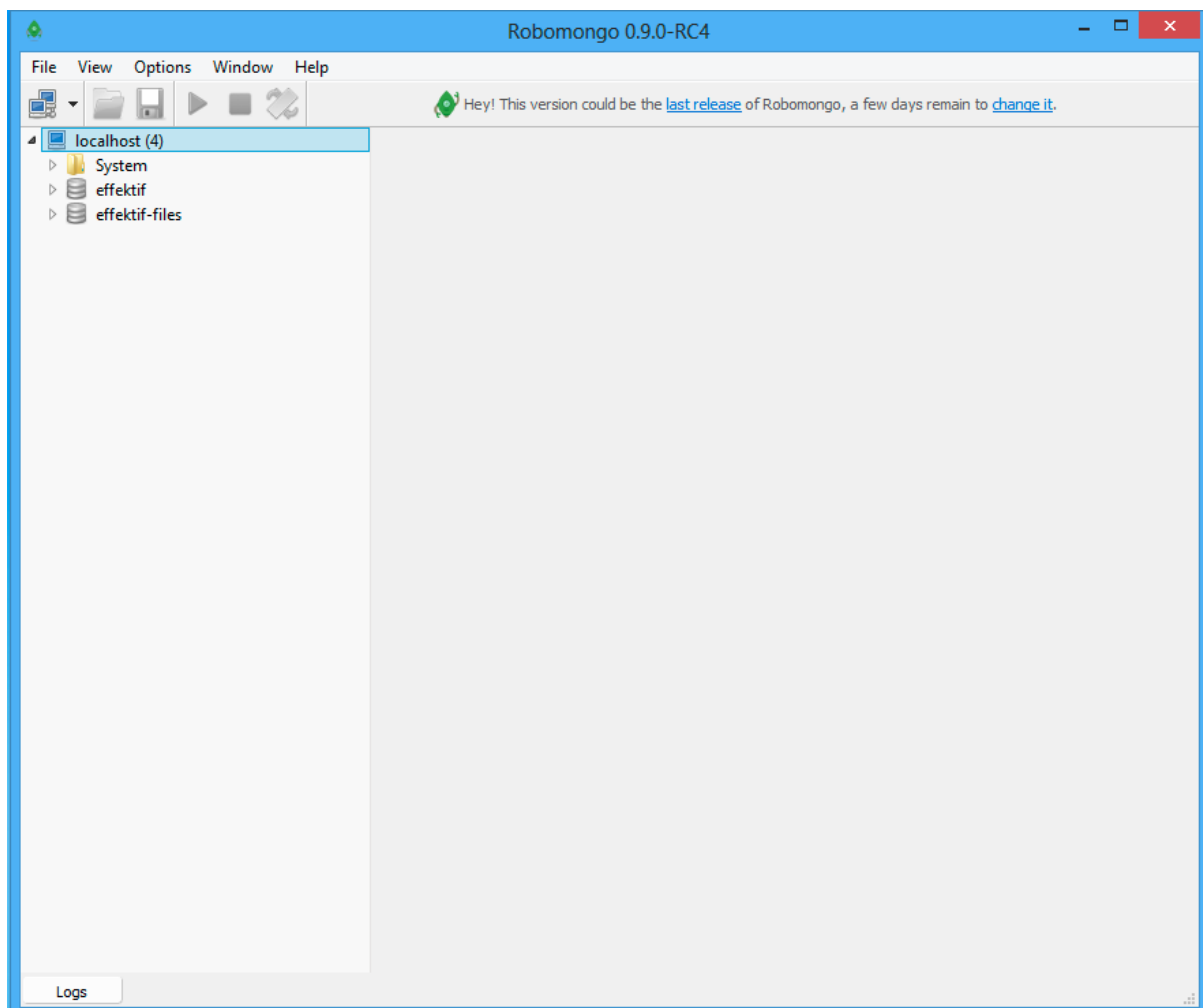 Robomongo 0.9.0-RC4
File View Options Window Help
Hey! This version could be the last release of Robomongo, a few days remain to change it.
localhost (4)
System
effektif
effektif-files
Logs